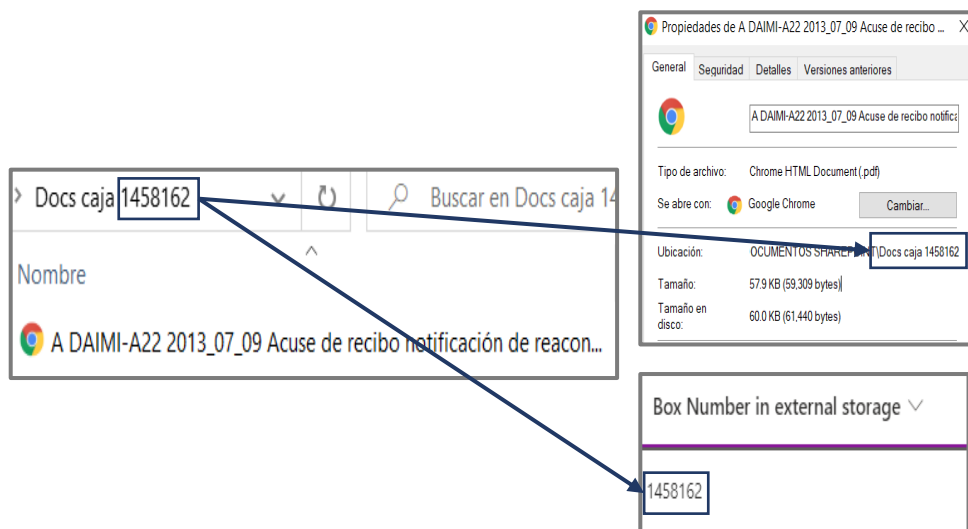 Docs caja 1458162
Buscar en Docs caja 14
Nombre
A DAIMI-A22 2013_07_09 Acuse de recibo notificación de reacon...
Propiedades de A DAIMI-A22 2013_07_09 Acuse de recibo ...
General Seguridad Detalles Versiones anteriores
A DAIMI-A22 2013_07_09 Acuse de recibo notifica
Tipo de archivo: Chrome HTML Document (.pdf)
Se abre con: Google Chrome Cambiar...
Ubicación: OCUMENTOS SHAREPOINT\Docs caja 1458162
Tamaño: 57.9 KB (59,309 bytes)
Tamaño en disco: 60.0 KB (61,440 bytes)
Box Number in external storage
1458162